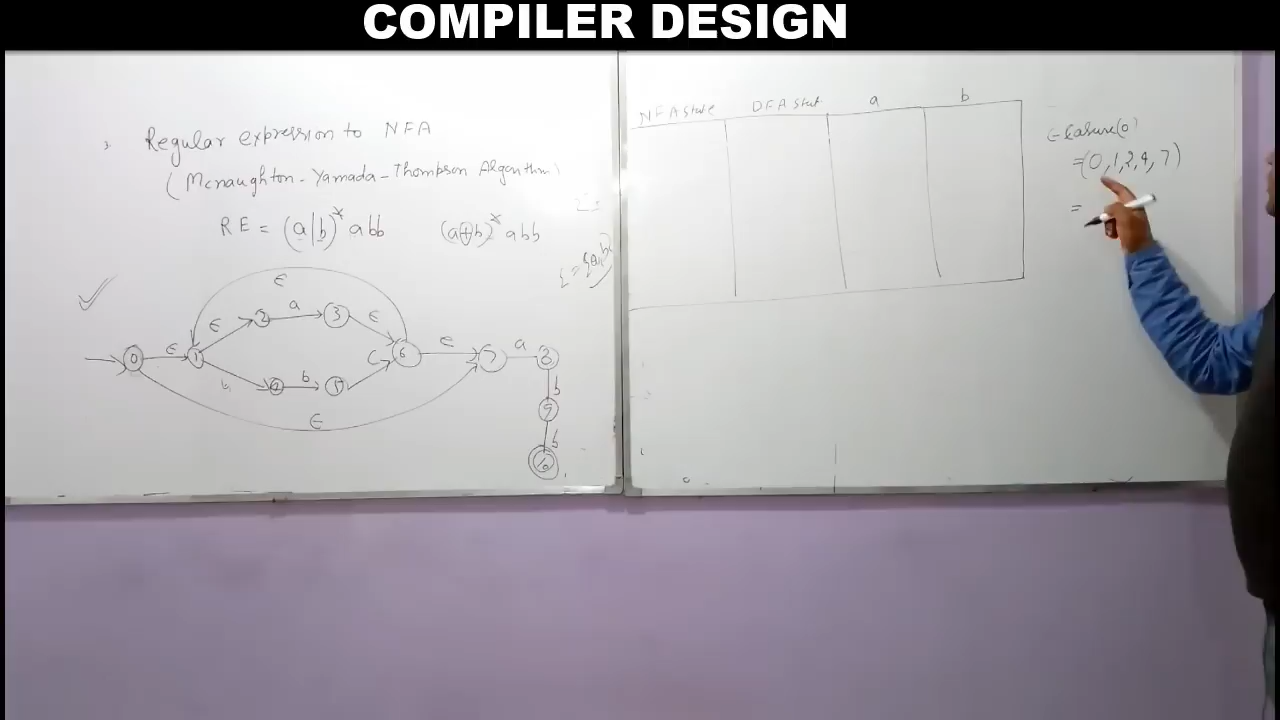 COMPILER DESIGN
Regular expression to NFA
(Mcnaughton-Yamada-Thompson Algorithm)
RE = (a|b)* abb (a+b)* abb
ε
ε a ε
0 ε 1 2 3 6 ε 7 a 8
b
4 b 5
ε
9
b
10
NFA State DFA Stat a b
ε-closure(0)
=(0,1,2,4,7)
=